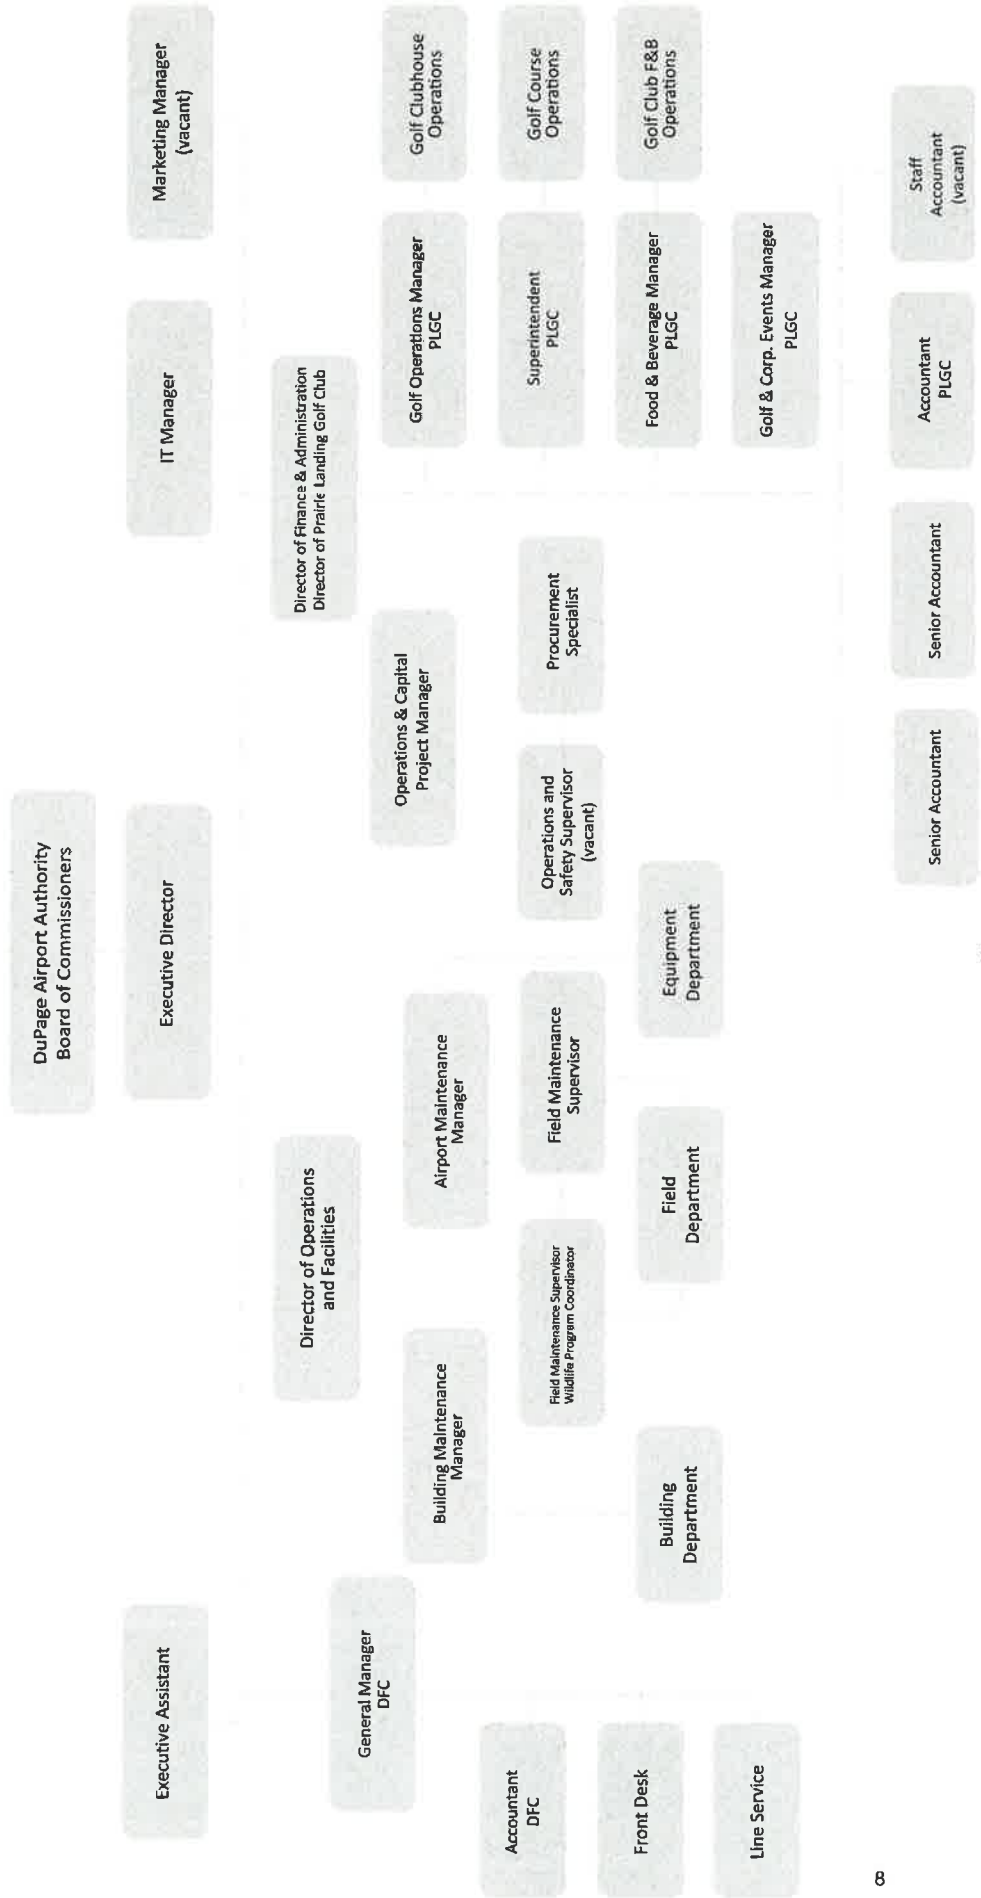 DuPage Airport Authority
Board of Commissioners
Executive Assistant
Executive Director
IT Manager
Marketing Manager
(vacant)
General Manager
DFC
Director of Operations
and Facilities
Director of Finance & Administration
Director of Prairie Landing Golf Club
Accountant
DFC
Front Desk
Line Service
Building Maintenance
Manager
Airport Maintenance
Manager
Operations & Capital
Project Manager
Field Maintenance Supervisor
Wildlife Program Coordinator
Field Maintenance
Supervisor
Operations and
Safety Supervisor
(vacant)
Procurement
Specialist
Building
Department
Field
Department
Equipment
Department
Golf Operations Manager
PLGC
Golf Clubhouse
Operations
Superintendent
PLGC
Golf Course
Operations
Food & Beverage Manager
PLGC
Golf Club F&B
Operations
Golf & Corp. Events Manager
PLGC
Senior Accountant
Senior Accountant
Accountant
PLGC
Staff
Accountant
(vacant)
8